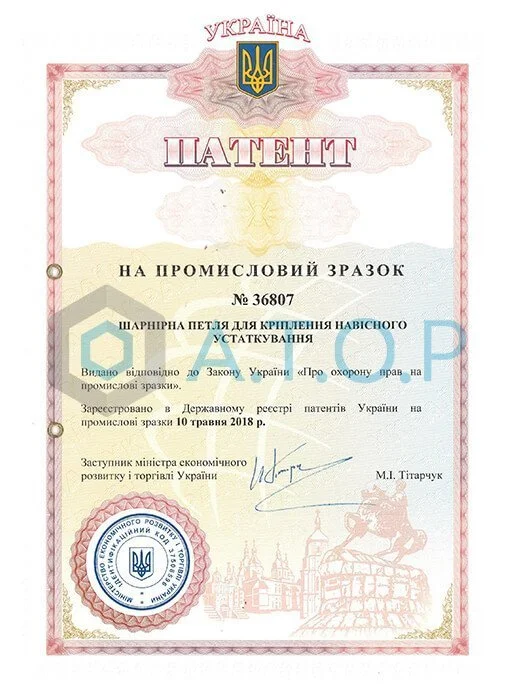 УКРАЇНА
ПАТЕНТ
НА ПРОМИСЛОВИЙ ЗРАЗОК
№ 36807
ШАРНІРНА ПЕТЛЯ ДЛЯ КРІПЛЕННЯ НАВІСНОГО
УСТАТКУВАННЯ
A.T.O.P
Видано відповідно до Закону України «Про охорону прав на
промислові зразки».
Зареєстровано в Державному реєстрі патентів України на
промислові зразки 10 травня 2018 р.
Заступник міністра економічного
розвитку і торгівлі України
М.І. Тітарчук
МІНІСТЕРСТВО ЕКОНОМІЧНОГО РОЗВИТКУ І ТОРГІВЛІ УКРАЇНИ
ІДЕНТИФІКАЦІЙНИЙ КОД 37508596